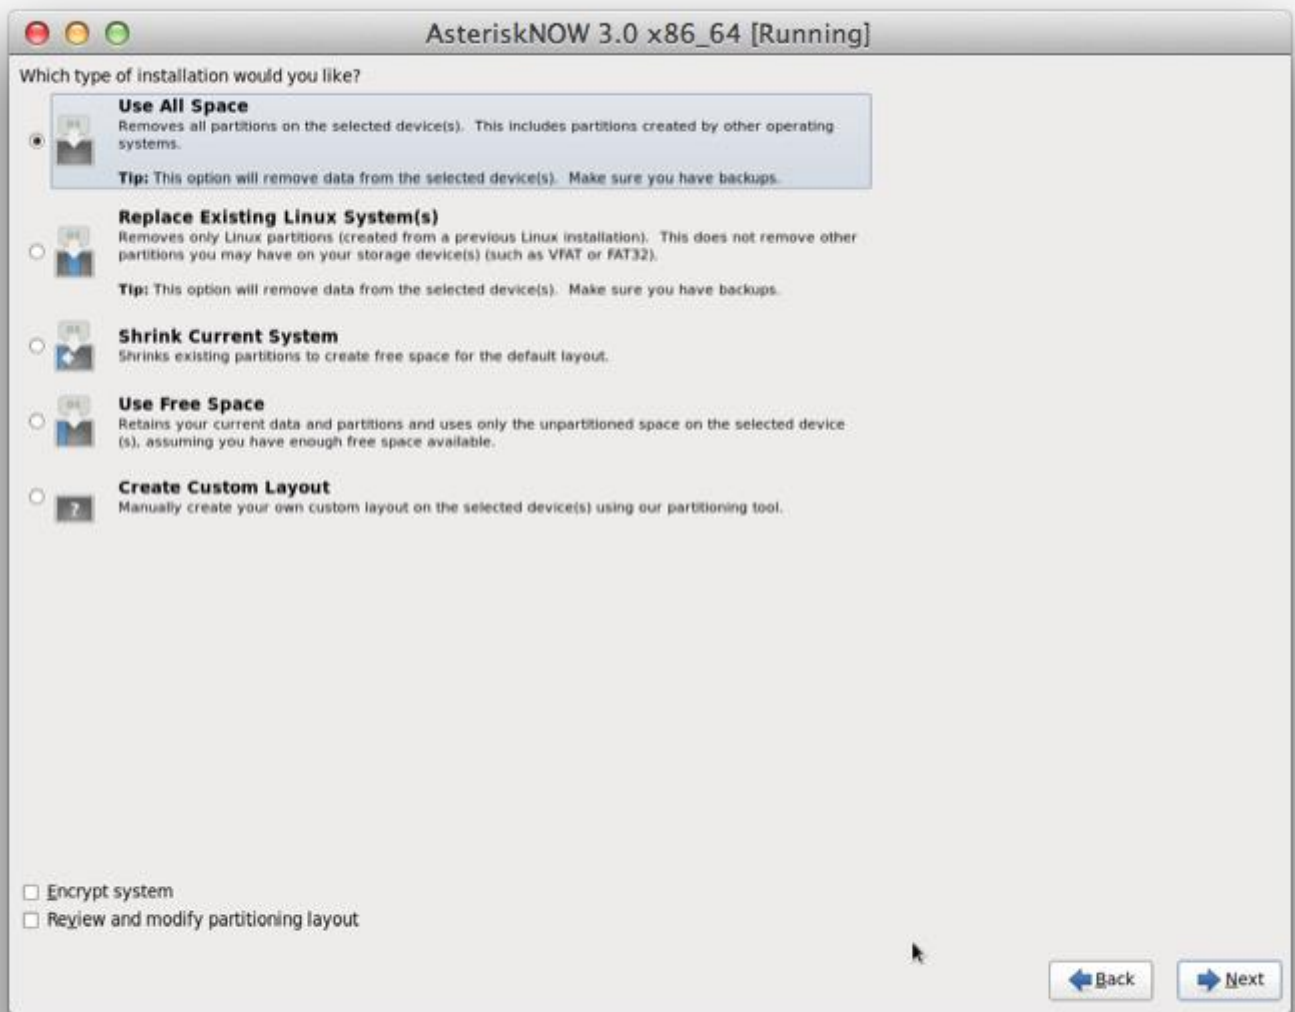 AsteriskNOW 3.0 x86_64 [Running]
Which type of installation would you like?
Use All Space
Removes all partitions on the selected device(s).  This includes partitions created by other operating
systems.
Tip: This option will remove data from the selected device(s).  Make sure you have backups.
Replace Existing Linux System(s)
Removes only Linux partitions (created from a previous Linux installation).  This does not remove other
partitions you may have on your storage device(s) (such as VFAT or FAT32).
Tip: This option will remove data from the selected device(s).  Make sure you have backups.
Shrink Current System
Shrinks existing partitions to create free space for the default layout.
Use Free Space
Retains your current data and partitions and uses only the unpartitioned space on the selected device
(s), assuming you have enough free space available.
?
Create Custom Layout
Manually create your own custom layout on the selected device(s) using our partitioning tool.
Encrypt system
Review and modify partitioning layout
Back
Next